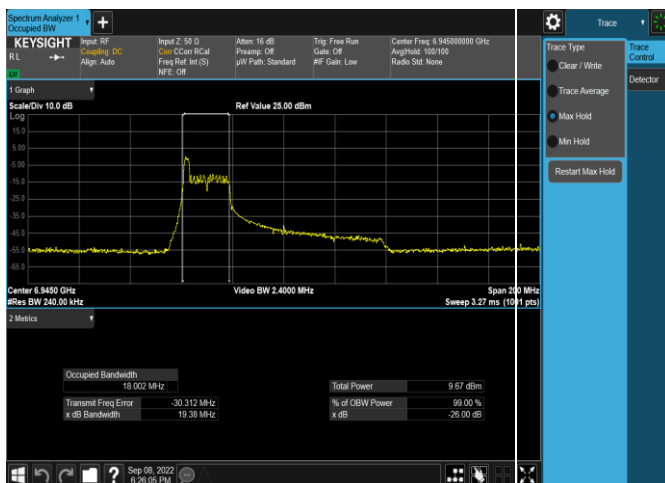 Spectrum Analyzer 1
Occupied BW
+
Trace
KEYSIGHT
R L
LXI
Input: RF
Coupling: DC
Align: Auto
Input Z: 50 Ω
Corr CCorr RCal
Freq Ref: Int (S)
NFE: Off
Atten: 16 dB
Preamp: Off
µW Path: Standard
Trig: Free Run
Gate: Off
#IF Gain: Low
Center Freq: 6.945000000 GHz
Avg|Hold: 100/100
Radio Std: None
Trace Type
Clear / Write
Trace Average
Max Hold
Min Hold
Restart Max Hold
Trace
Control
Detector
1 Graph
Scale/Div 10.0 dB
Ref Value 25.00 dBm
Log
15.0
5.00
-5.00
-15.0
-25.0
-35.0
-45.0
-55.0
-65.0
Center 6.9450 GHz
Video BW 2.4000 MHz
Span 200 MHz
#Res BW 240.00 kHz
Sweep 3.27 ms (1001 pts)
2 Metrics
Occupied Bandwidth
18.002 MHz
Total Power 9.67 dBm
Transmit Freq Error -30.312 MHz
% of OBW Power 99.00 %
x dB Bandwidth 19.38 MHz
x dB -26.00 dB
?
Sep 08, 2022
6:26:05 PM